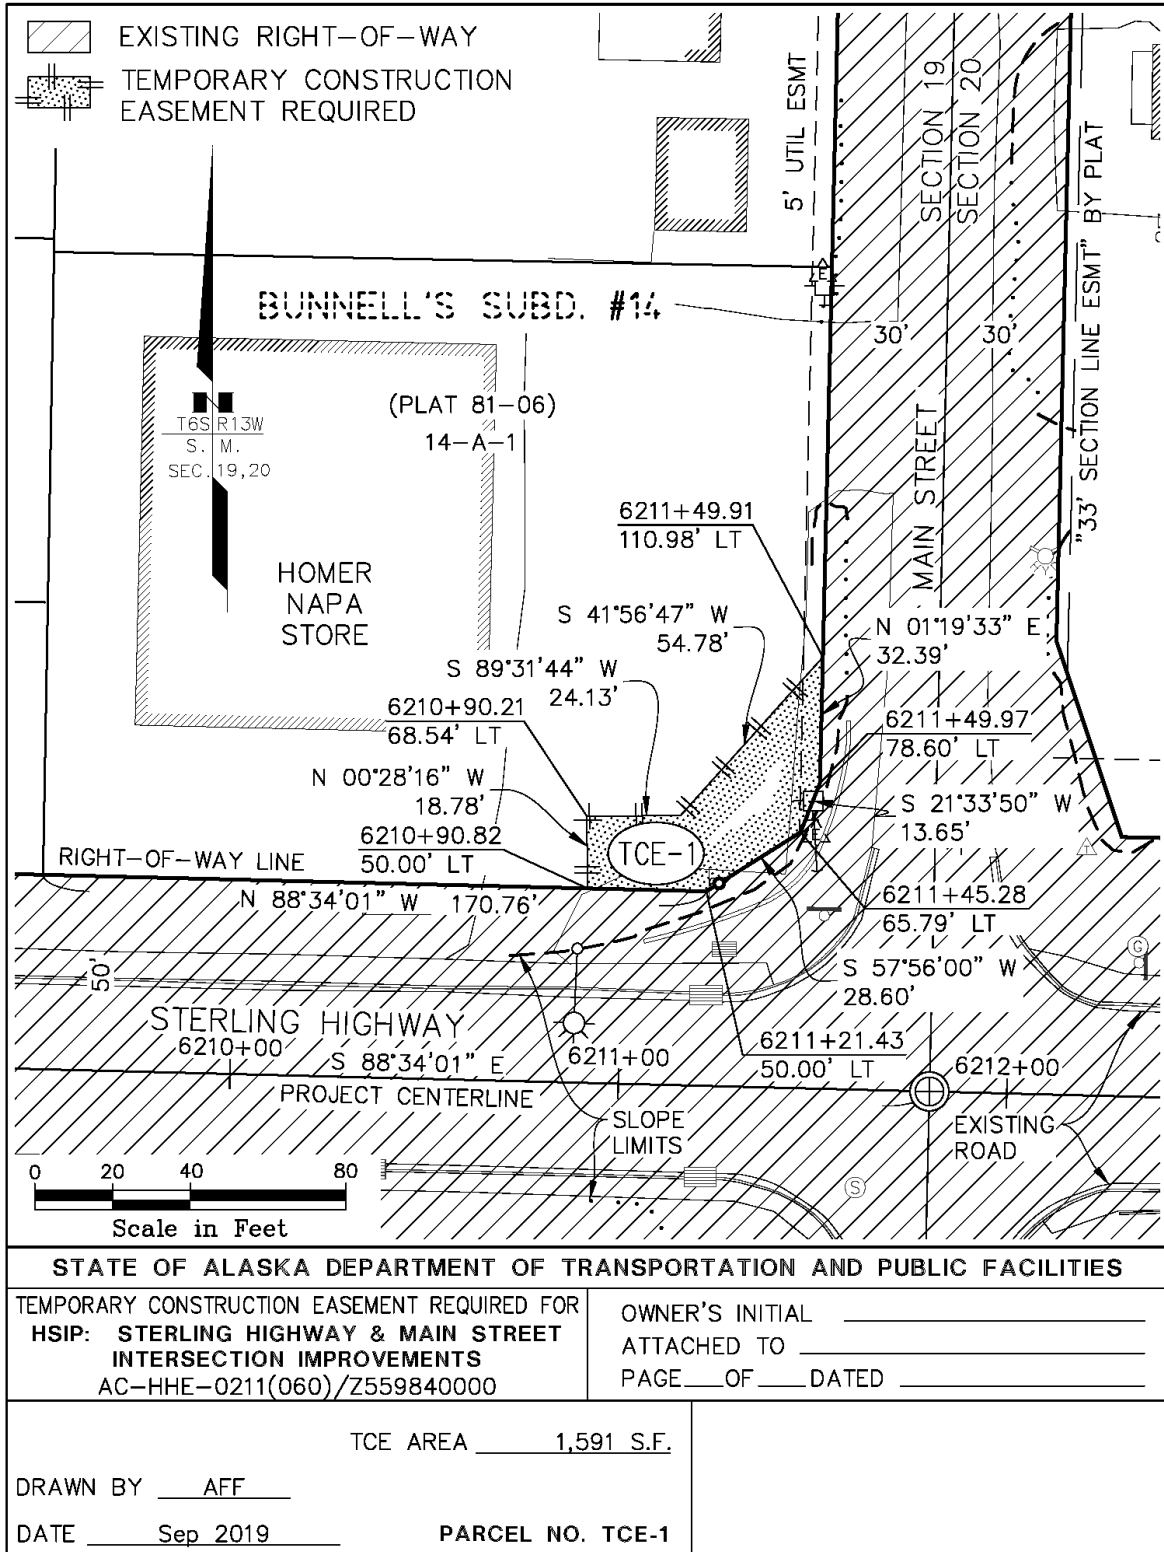 EXISTING RIGHT-OF-WAY
TEMPORARY CONSTRUCTION
EASEMENT REQUIRED
5' UTIL ESMT
SECTION 19
SECTION 20
"33' SECTION LINE ESMT" BY PLAT
E
BUNNELL'S SUBD. #14
30'
30'
(PLAT 81-06)
14-A-1
N
T6S R13W
S. M.
SEC. 19,20
MAIN STREET
6211+49.91
110.98' LT
HOMER
NAPA
STORE
S 41°56'47" W
54.78'
N 01°19'33" E
32.39'
S 89°31'44" W
24.13'
6210+90.21
68.54' LT
6211+49.97
78.60' LT
N 00°28'16" W
18.78'
S 21°33'50" W
13.65'
6210+90.82
50.00' LT
TCE-1
E
RIGHT-OF-WAY LINE
N 88°34'01" W 170.76'
6211+45.28
65.79' LT
G
50'
S 57°56'00" W
28.60'
STERLING HIGHWAY
6210+00
S 88°34'01" E
6211+00
6211+21.43
50.00' LT
6212+00
PROJECT CENTERLINE
SLOPE
LIMITS
EXISTING
ROAD
S
0 20 40 80
Scale in Feet
STATE OF ALASKA DEPARTMENT OF TRANSPORTATION AND PUBLIC FACILITIES
TEMPORARY CONSTRUCTION EASEMENT REQUIRED FOR
HSIP: STERLING HIGHWAY & MAIN STREET
INTERSECTION IMPROVEMENTS
AC-HHE-0211(060)/Z559840000
OWNER'S INITIAL
ATTACHED TO
PAGE OF DATED
TCE AREA 1,591 S.F.
DRAWN BY AFF
DATE Sep 2019
PARCEL NO. TCE-1